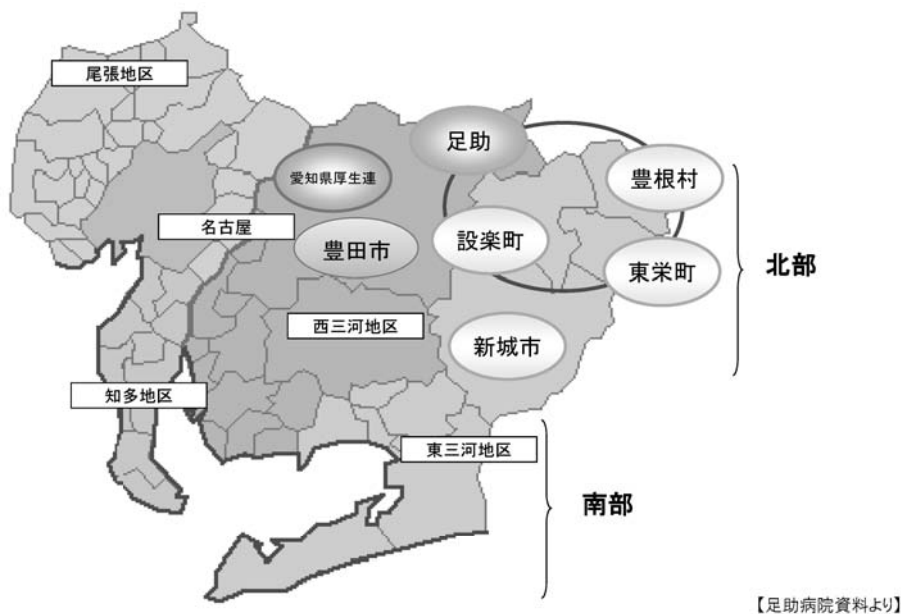 尾張地区
足助
愛知県厚生連
豊根村
名古屋
豊田市
設楽町
東栄町
北部
西三河地区
新城市
知多地区
東三河地区
南部
【足助病院資料より】